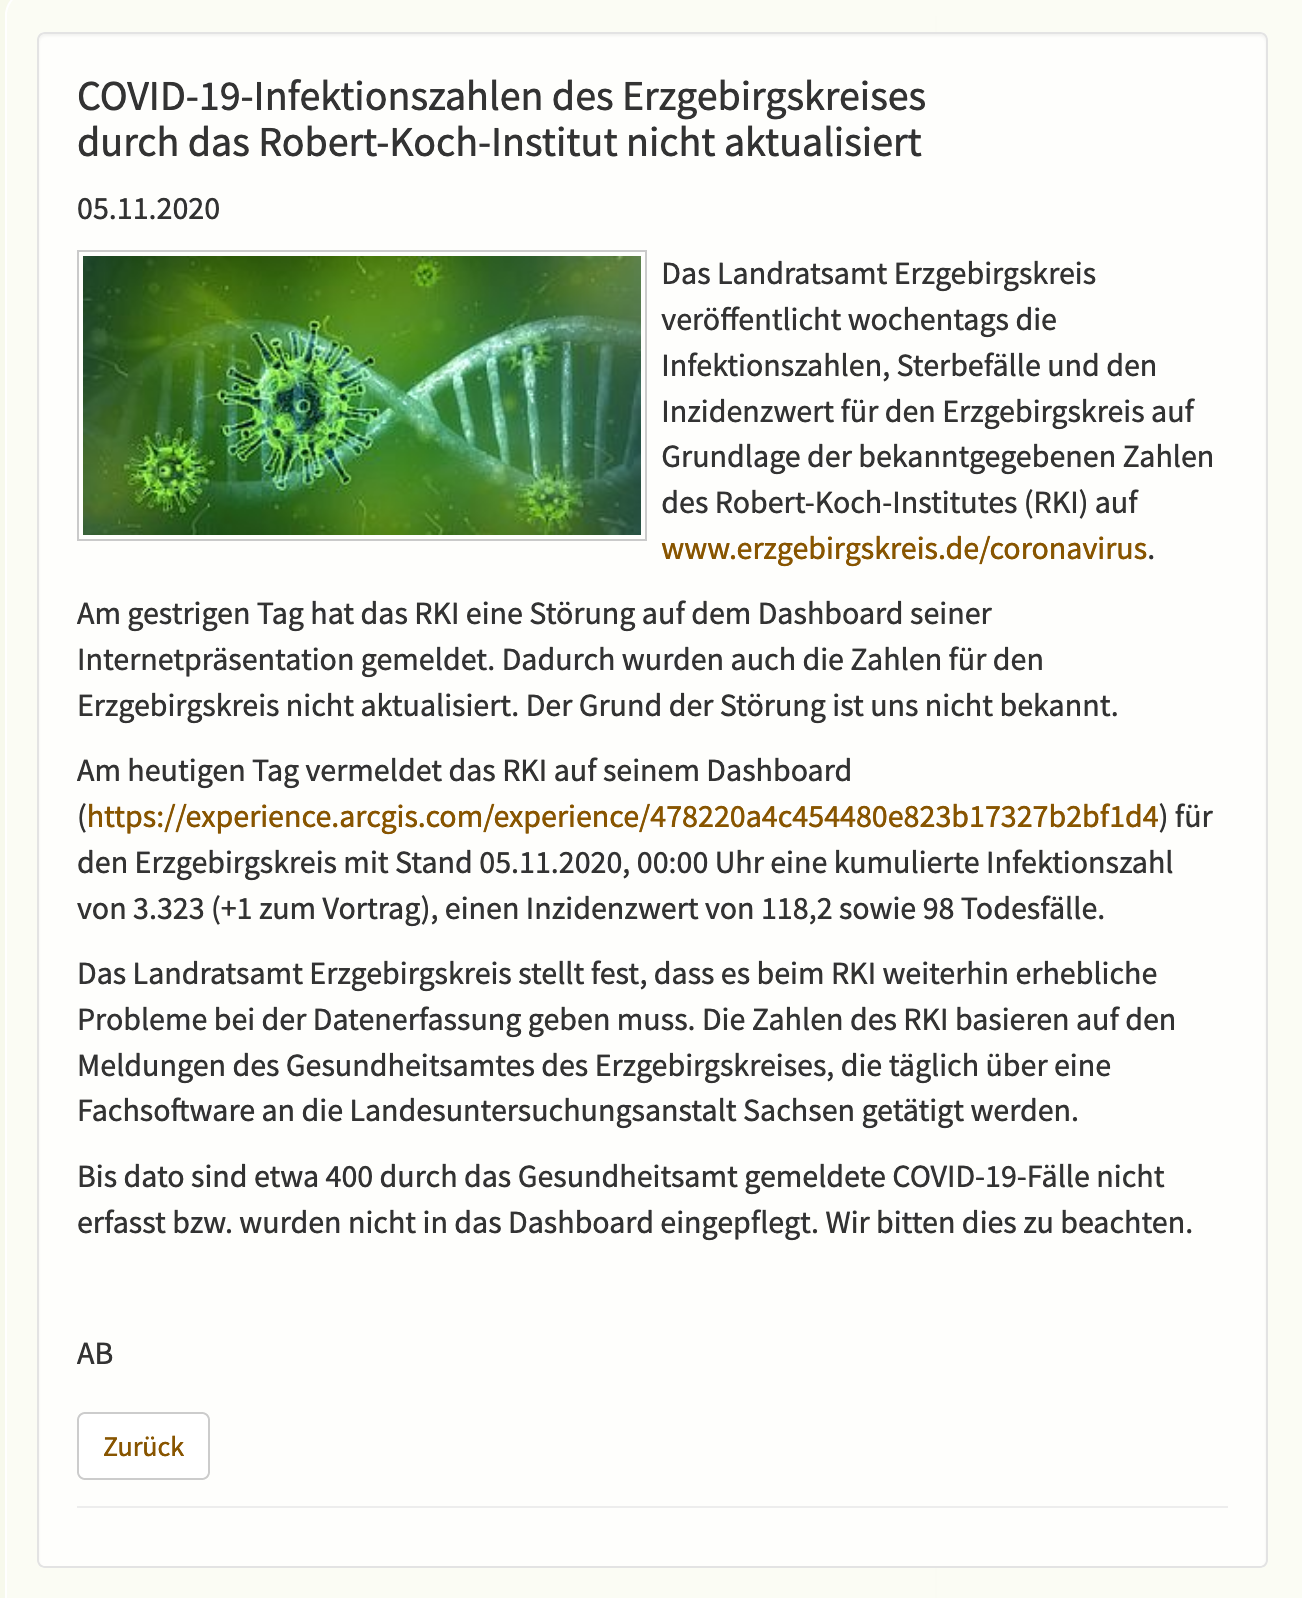 COVID-19-Infektionszahlen des Erzgebirgskreises
durch das Robert-Koch-Institut nicht aktualisiert
05.11.2020
Das Landratsamt Erzgebirgskreis
veröffentlicht wochentags die
Infektionszahlen, Sterbefälle und den
Inzidenzwert für den Erzgebirgskreis auf
Grundlage der bekanntgegebenen Zahlen
des Robert-Koch-Institutes (RKI) auf
www.erzgebirgskreis.de/coronavirus.
Am gestrigen Tag hat das RKI eine Störung auf dem Dashboard seiner
Internetpräsentation gemeldet. Dadurch wurden auch die Zahlen für den
Erzgebirgskreis nicht aktualisiert. Der Grund der Störung ist uns nicht bekannt.
Am heutigen Tag vermeldet das RKI auf seinem Dashboard
(https://experience.arcgis.com/experience/478220a4c454480e823b17327b2bf1d4) für
den Erzgebirgskreis mit Stand 05.11.2020, 00:00 Uhr eine kumulierte Infektionszahl
von 3.323 (+1 zum Vortrag), einen Inzidenzwert von 118,2 sowie 98 Todesfälle.
Das Landratsamt Erzgebirgskreis stellt fest, dass es beim RKI weiterhin erhebliche
Probleme bei der Datenerfassung geben muss. Die Zahlen des RKI basieren auf den
Meldungen des Gesundheitsamtes des Erzgebirgskreises, die täglich über eine
Fachsoftware an die Landesuntersuchungsanstalt Sachsen getätigt werden.
Bis dato sind etwa 400 durch das Gesundheitsamt gemeldete COVID-19-Fälle nicht
erfasst bzw. wurden nicht in das Dashboard eingepflegt. Wir bitten dies zu beachten.
AB
Zurück